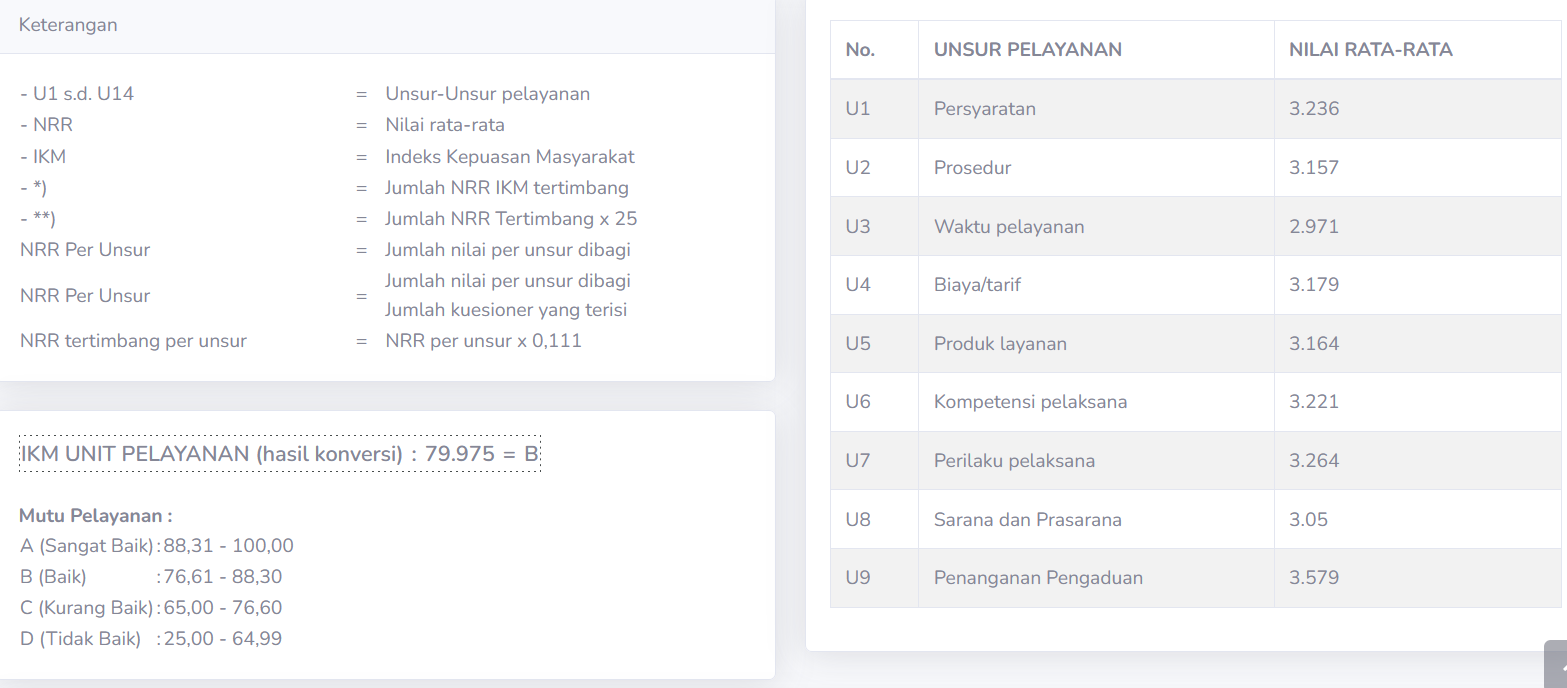 Keterangan
- U1 s.d. U14 = Unsur-Unsur pelayanan
- NRR = Nilai rata-rata
- IKM = Indeks Kepuasan Masyarakat
- *) = Jumlah NRR IKM tertimbang
- **) = Jumlah NRR Tertimbang x 25
NRR Per Unsur = Jumlah nilai per unsur dibagi
NRR Per Unsur = Jumlah nilai per unsur dibagi
Jumlah kuesioner yang terisi
NRR tertimbang per unsur = NRR per unsur x 0,111
IKM UNIT PELAYANAN (hasil konversi) : 79.975 = B
Mutu Pelayanan :
A (Sangat Baik) : 88,31 - 100,00
B (Baik) : 76,61 - 88,30
C (Kurang Baik) : 65,00 - 76,60
D (Tidak Baik) : 25,00 - 64,99
No. UNSUR PELAYANAN NILAI RATA-RATA
U1 Persyaratan 3.236
U2 Prosedur 3.157
U3 Waktu pelayanan 2.971
U4 Biaya/tarif 3.179
U5 Produk layanan 3.164
U6 Kompetensi pelaksana 3.221
U7 Perilaku pelaksana 3.264
U8 Sarana dan Prasarana 3.05
U9 Penanganan Pengaduan 3.579